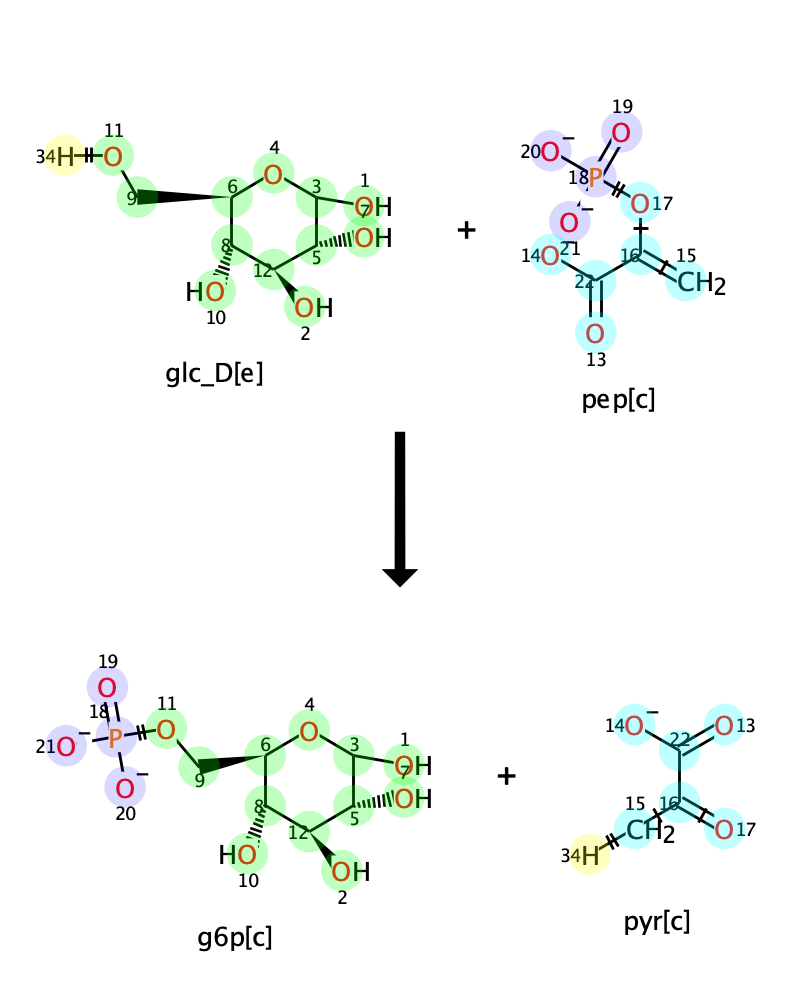 19
11
34H O 4 20O− O
6 O 3 1 18P
9 OH O17
7 OH O−
8 5 + 21
12 14O− 16 15
HO OH 22 CH2
10 2 O
13
glc_D[e] pep[c]
19
O 11 4
18 O O 14O− O13
21O− P 6 3 1 22
9 OH
O− 7 OH + 15 16
20 8 5 CH2 O17
12 34H
HO OH
10 2
g6p[c] pyr[c]